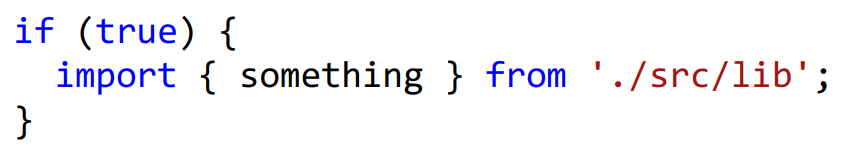 if (true) {
  import { something } from './src/lib';
}